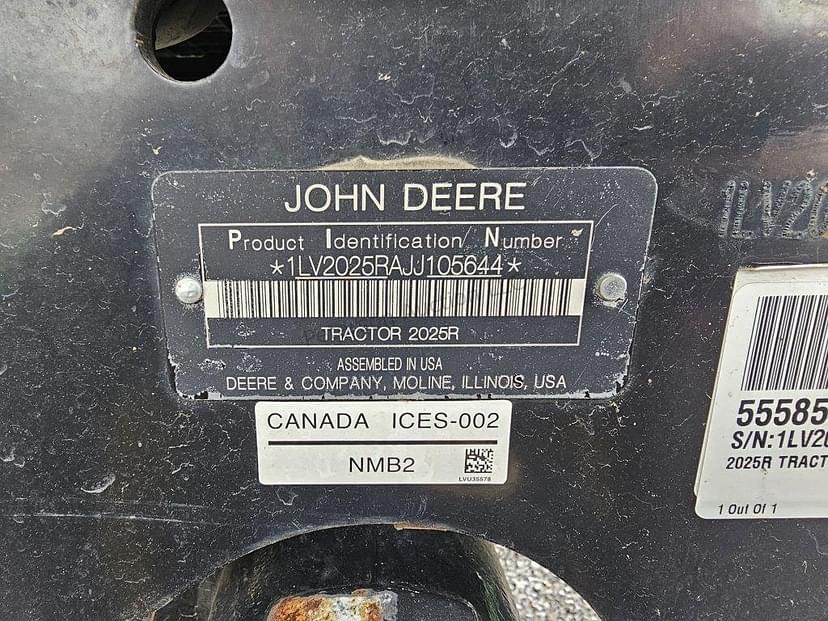 JOHN DEERE
Product Identification Number
*1LV2025RAJJ105644*
TRACTOR 2025R
ASSEMBLED IN USA
DEERE & COMPANY, MOLINE, ILLINOIS, USA
CANADA ICES-002
NMB2
LVU35578
1LV20
55585
S/N:1LV20
2025R TRACT
1 Out Of 1